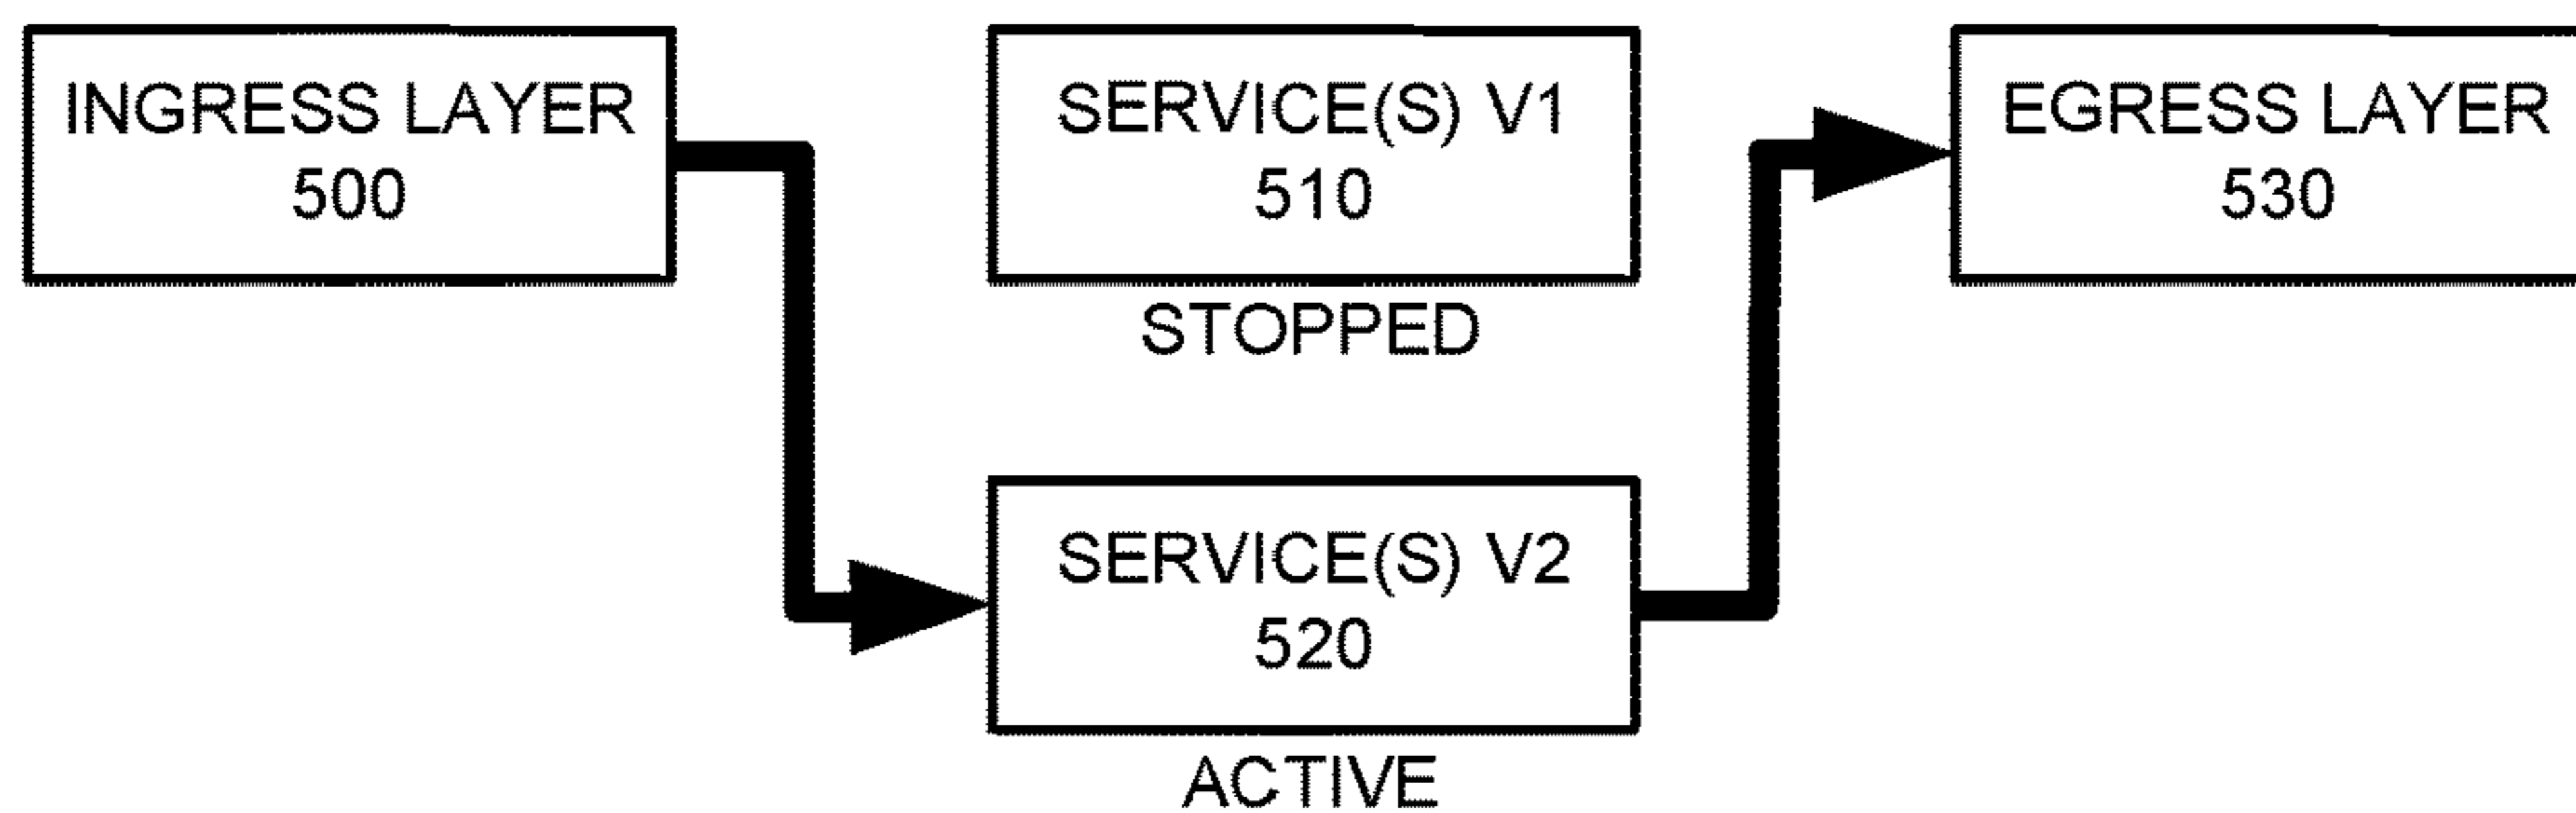 INGRESS LAYER
500
SERVICE(S) V1
510
STOPPED
EGRESS LAYER
530
SERVICE(S) V2
520
ACTIVE